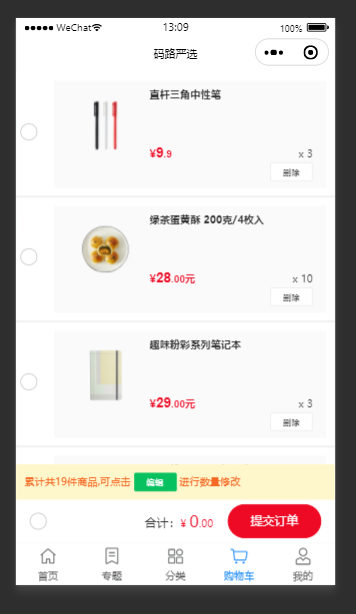 WeChat 13:09 100%
码路严选
直杆三角中性笔
¥9.9 x 3
删除
绿茶蛋黄酥 200克/4枚入
¥28.00元 x 10
删除
趣味粉彩系列笔记本
¥29.00元 x 3
删除
累计共19件商品,可点击 编辑 进行数量修改
合计: ¥ 0.00 提交订单
首页 专题 分类 购物车 我的